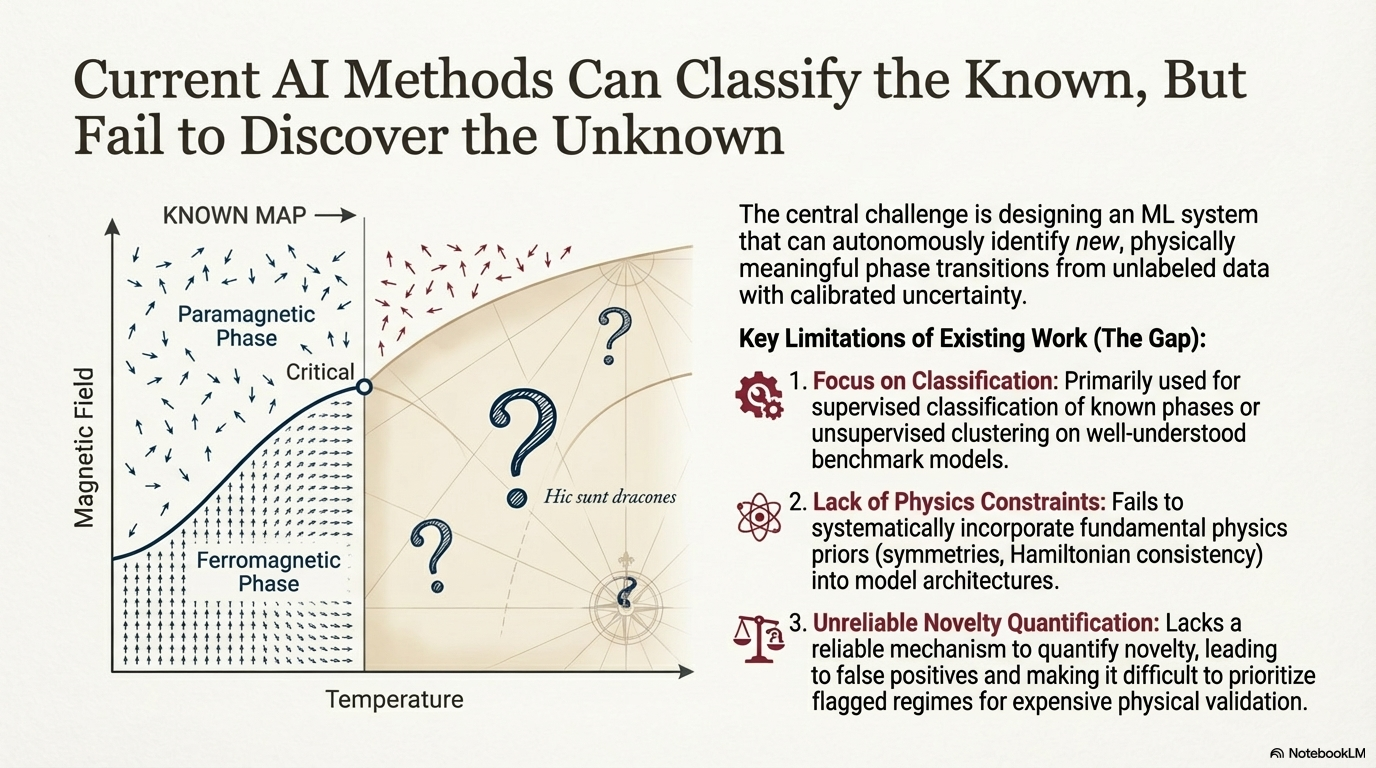 Current AI Methods Can Classify the Known, But
Fail to Discover the Unknown
KNOWN MAP
Paramagnetic
Phase
Critical
Magnetic Field
Hic sunt dracones
Ferromagnetic
Phase
Temperature
?
?
?
?
The central challenge is designing an ML system
that can autonomously identify new, physically
meaningful phase transitions from unlabeled data
with calibrated uncertainty.
Key Limitations of Existing Work (The Gap):
1. Focus on Classification: Primarily used for
supervised classification of known phases or
unsupervised clustering on well-understood
benchmark models.
2. Lack of Physics Constraints: Fails to
systematically incorporate fundamental physics
priors (symmetries, Hamiltonian consistency)
into model architectures.
3. Unreliable Novelty Quantification: Lacks a
reliable mechanism to quantify novelty, leading
to false positives and making it difficult to prioritize
flagged regimes for expensive physical validation.
NotebookLM